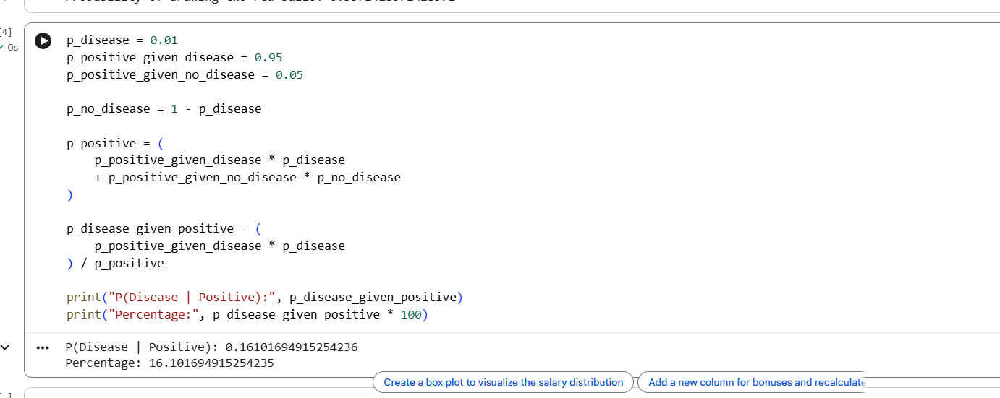 [4]
0s
p_disease = 0.01
p_positive_given_disease = 0.95
p_positive_given_no_disease = 0.05
p_no_disease = 1 - p_disease
p_positive = (
p_positive_given_disease * p_disease
+ p_positive_given_no_disease * p_no_disease
)
p_disease_given_positive = (
p_positive_given_disease * p_disease
) / p_positive
print("P(Disease | Positive):", p_disease_given_positive)
print("Percentage:", p_disease_given_positive * 100)
P(Disease | Positive): 0.16101694915254236
Percentage: 16.101694915254235
Create a box plot to visualize the salary distribution
Add a new column for bonuses and recalculate